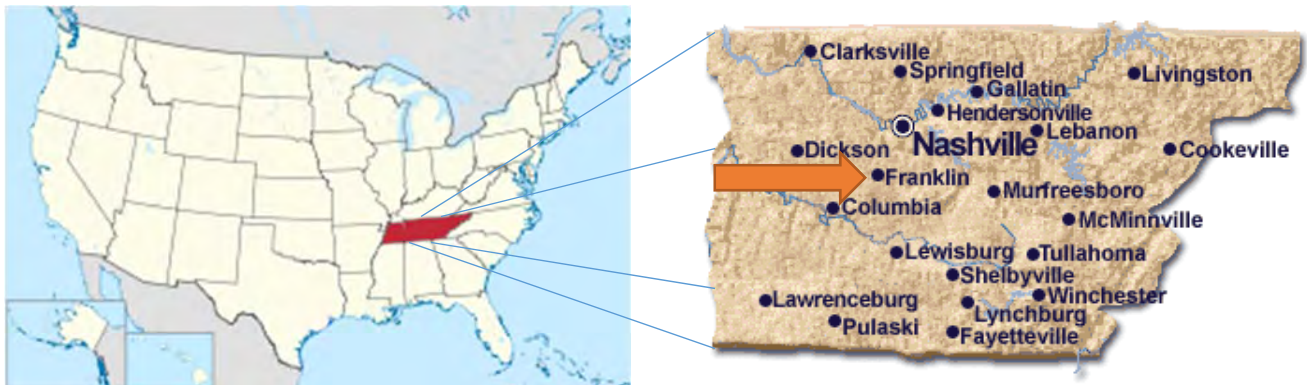 Clarksville
Springfield
Livingston
Gallatin
Hendersonville
Nashville
Lebanon
Dickson
Cookeville
Franklin
Murfreesboro
Columbia
McMinnville
Lewisburg
Tullahoma
Shelbyville
Lawrenceburg
Winchester
Lynchburg
Pulaski
Fayetteville